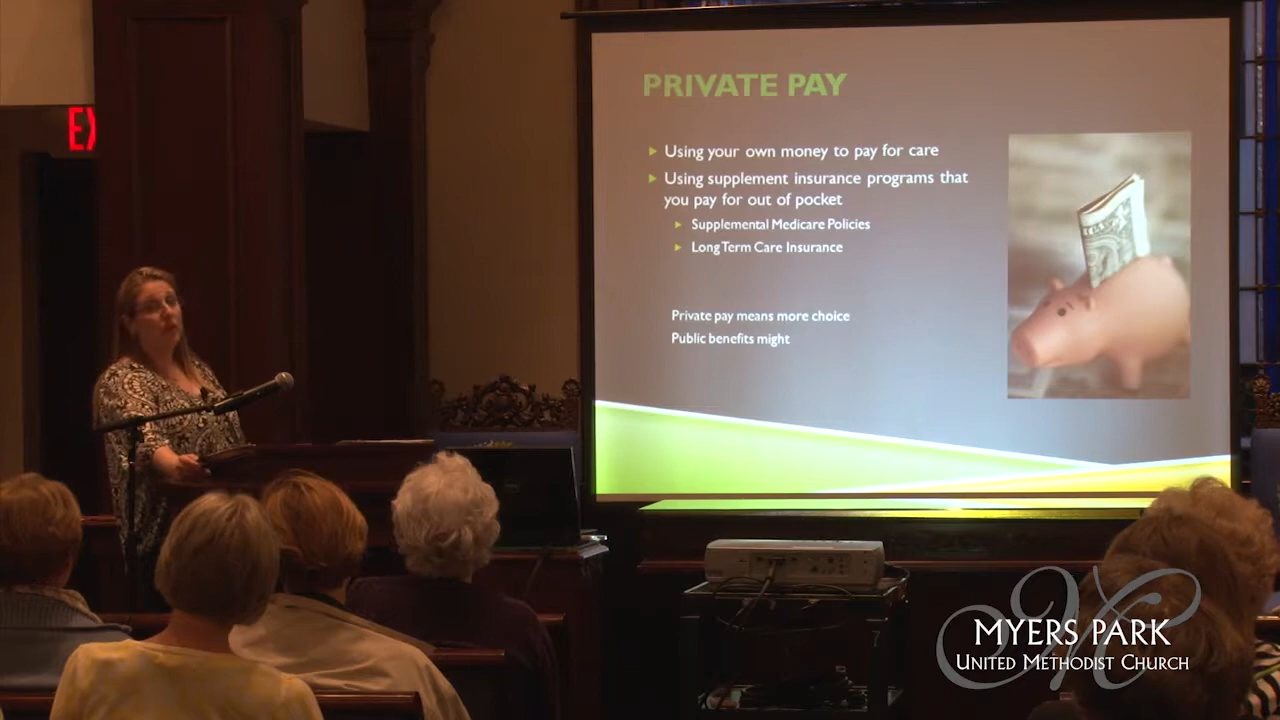 EX
PRIVATE PAY
Using your own money to pay for care
Using supplement insurance programs that
you pay for out of pocket
Supplemental Medicare Policies
Long Term Care Insurance
Private pay means more choice
Public benefits might
MYERS PARK
UNITED METHODIST CHURCH